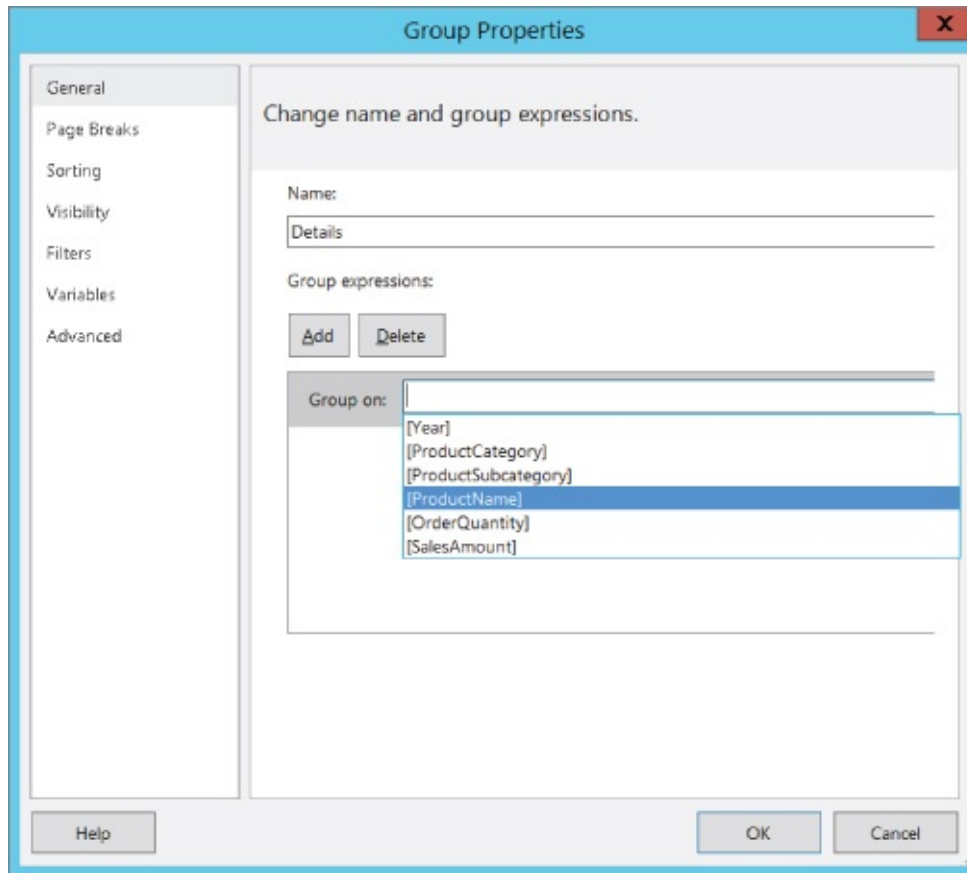 Group Properties
X
General
Page Breaks
Sorting
Visibility
Filters
Variables
Advanced
Change name and group expressions.
Name:
Details
Group expressions:
Add
Delete
Group on:
[Year]
[ProductCategory]
[ProductSubcategory]
[ProductName]
[OrderQuantity]
[SalesAmount]
Help
OK
Cancel